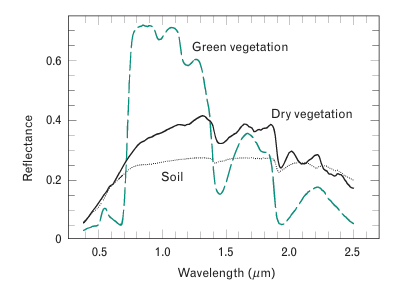 Green vegetation
Dry vegetation
Soil
Reflectance
0.6
0.4
0.2
0
0.5
1.0
1.5
2.0
2.5
Wavelength (μm)